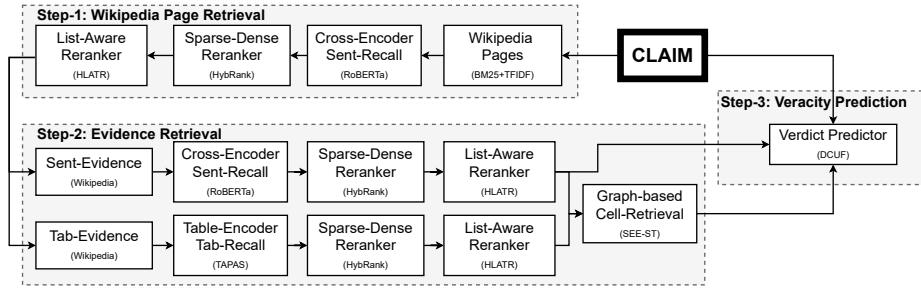 Step-1: Wikipedia Page Retrieval
List-Aware
Reranker
(HLATR)
Sparse-Dense
Reranker
(HybRank)
Cross-Encoder
Sent-Recall
(RoBERTa)
Wikipedia
Pages
(BM25+TFIDF)
CLAIM
Step-3: Veracity Prediction
Verdict Predictor
(DCUF)
Step-2: Evidence Retrieval
Sent-Evidence
(Wikipedia)
Cross-Encoder
Sent-Recall
(RoBERTa)
Sparse-Dense
Reranker
(HybRank)
List-Aware
Reranker
(HLATR)
Graph-based
Cell-Retrieval
(SEE-ST)
Tab-Evidence
(Wikipedia)
Table-Encoder
Tab-Recall
(TAPAS)
Sparse-Dense
Reranker
(HybRank)
List-Aware
Reranker
(HLATR)